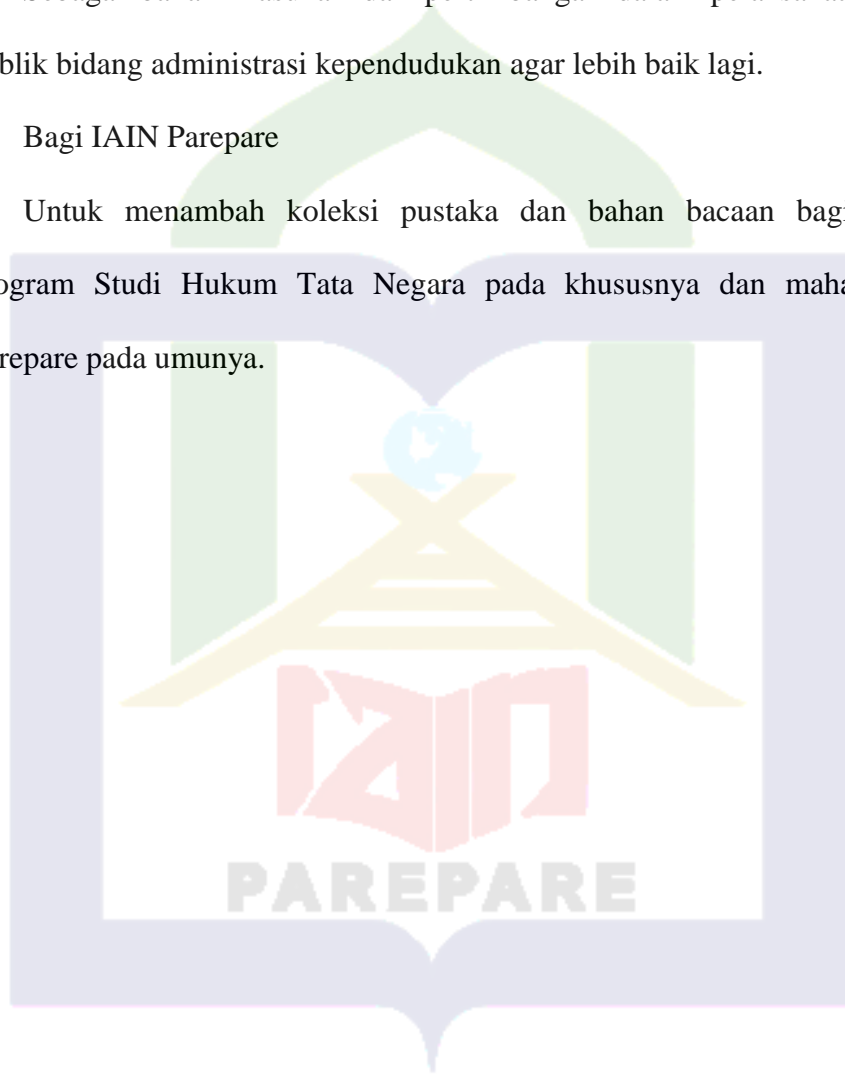 blik bidang administrasi kependudukan agar lebih baik lagi.
Bagi IAIN Parepare
Untuk menambah koleksi pustaka dan bahan bacaan bagi
ogram Studi Hukum Tata Negara pada khususnya dan maha
repare pada umunya.
iain
PAREPARE